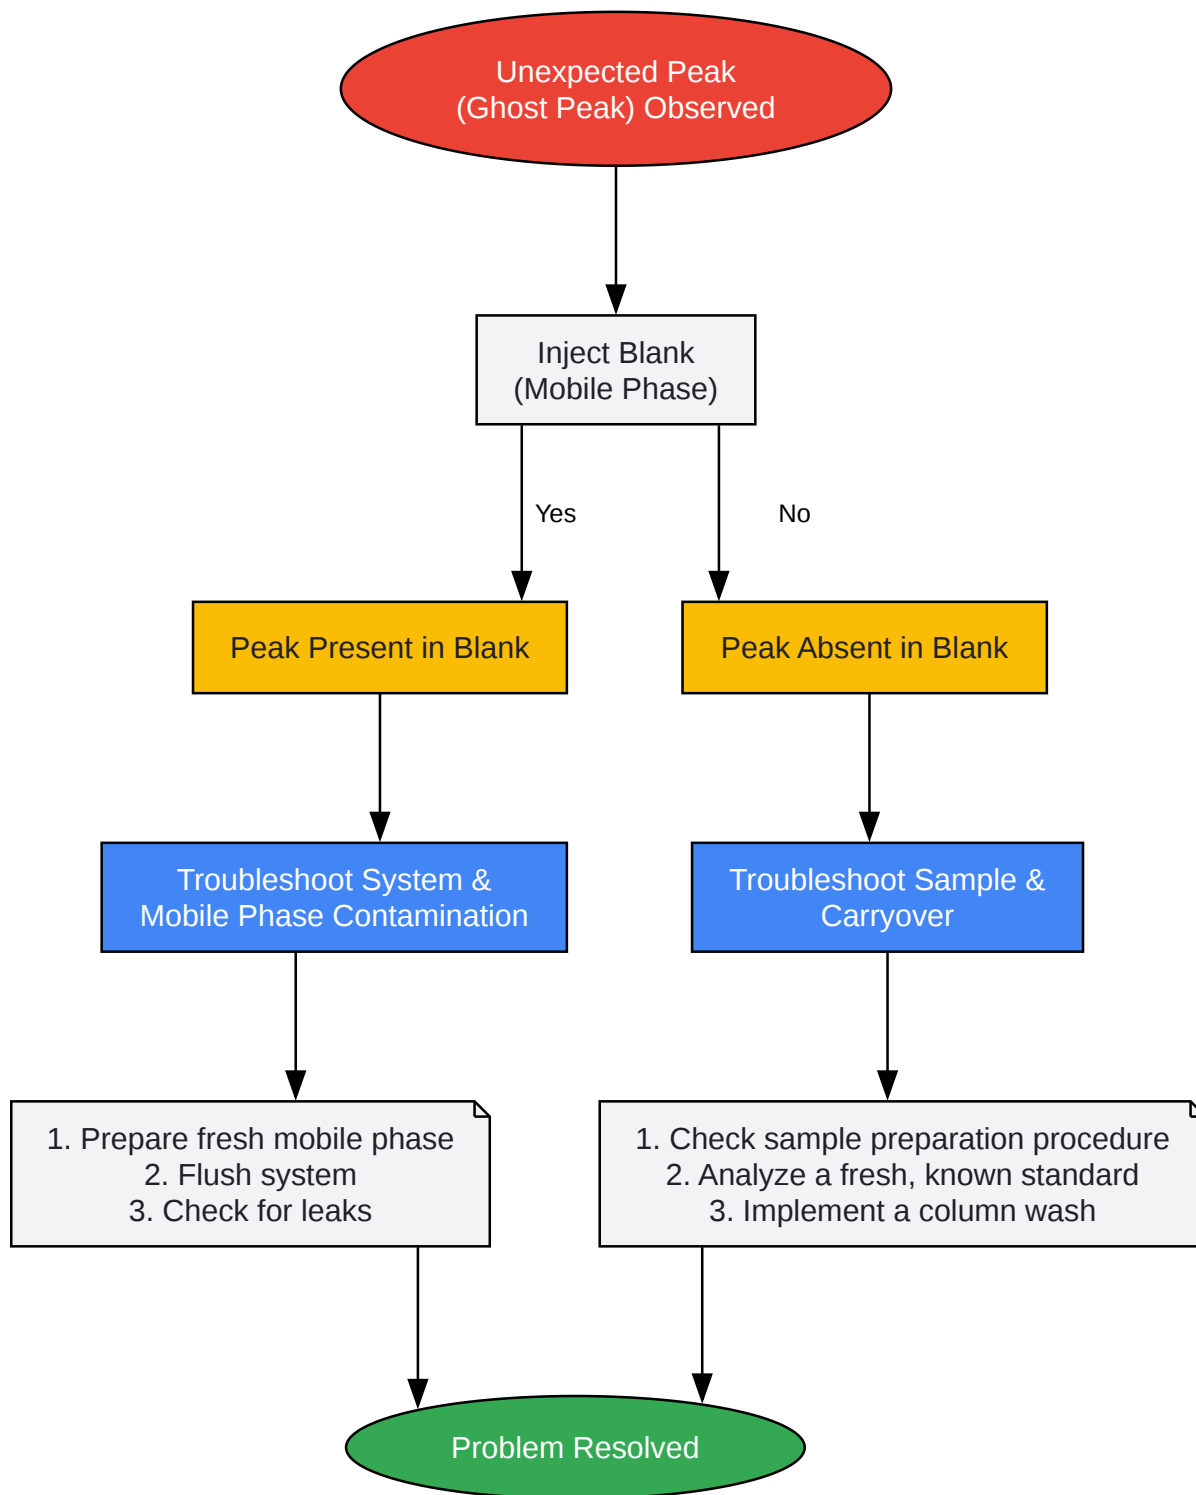 Unexpected Peak
(Ghost Peak) Observed
Inject Blank
(Mobile Phase)
Yes
No
Peak Present in Blank
Peak Absent in Blank
Troubleshoot System &
Mobile Phase Contamination
Troubleshoot Sample &
Carryover
1. Prepare fresh mobile phase
2. Flush system
3. Check for leaks
1. Check sample preparation procedure
2. Analyze a fresh, known standard
3. Implement a column wash
Problem Resolved